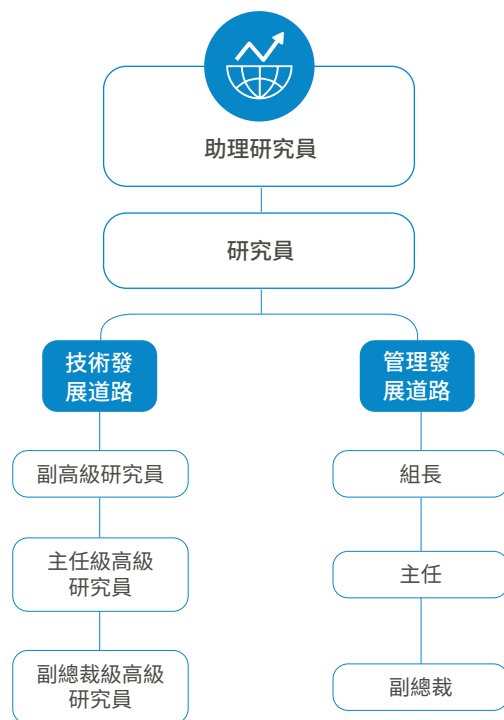 助理研究員
研究員
技術發
展道路
管理發
展道路
副高級研究員
組長
主任級高級
研究員
主任
副總裁級高級
研究員
副總裁